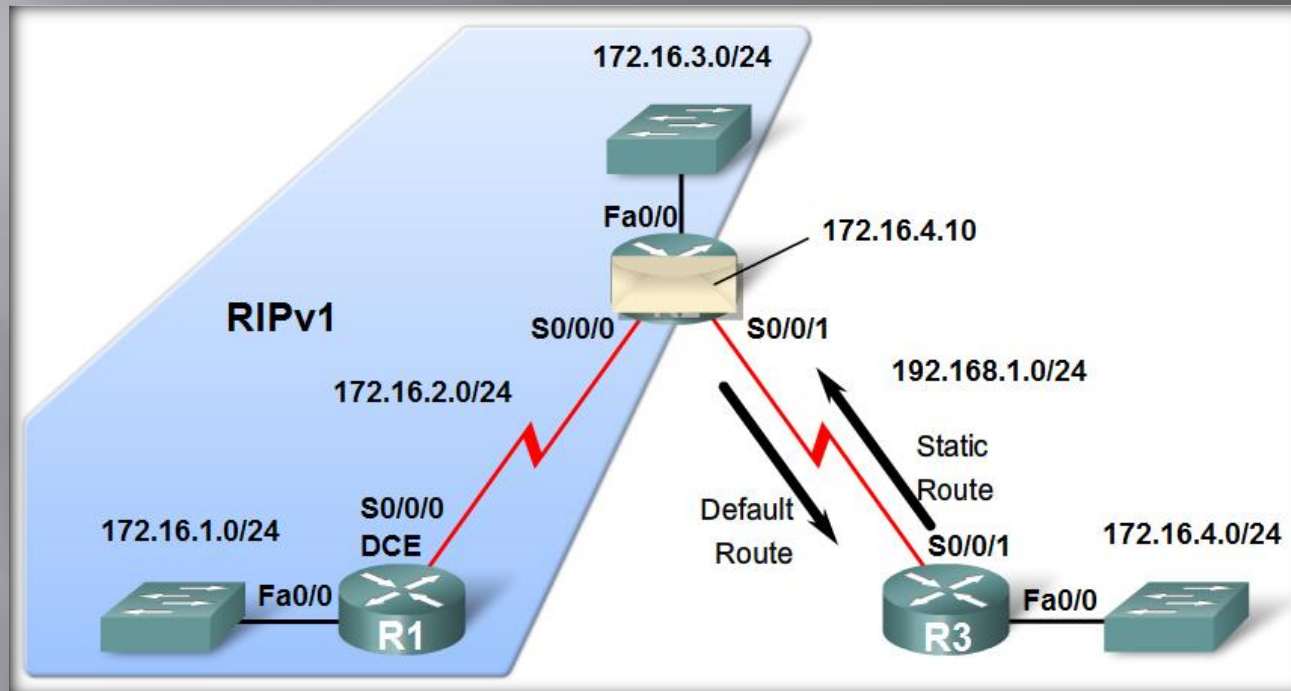 172.16.3.0/24
Fa0/0
172.16.4.10
RIPv1
S0/0/0
S0/0/1
172.16.2.0/24
192.168.1.0/24
Static
Route
Default
Route
S0/0/0
DCE
172.16.1.0/24
S0/0/1
172.16.4.0/24
Fa0/0
R1
R3
Fa0/0